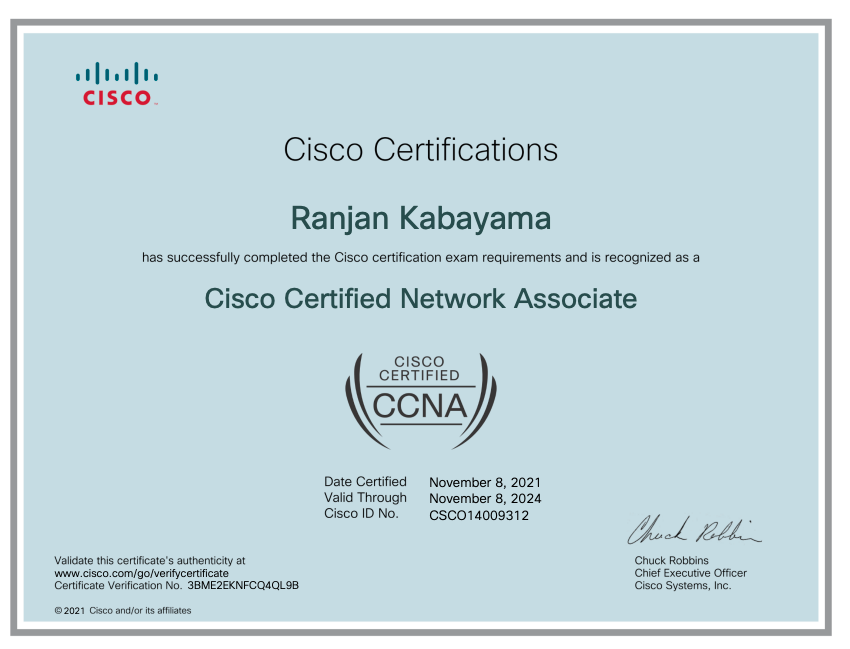 CISCO
Cisco Certifications
Ranjan Kabayama
has successfully completed the Cisco certification exam requirements and is recognized as a
Cisco Certified Network Associate
CISCO
CERTIFIED
CCNA
Date Certified November 8, 2021
Valid Through November 8, 2024
Cisco ID No. CSCO14009312
Chuck Robbins
Validate this certificate's authenticity at
www.cisco.com/go/verifycertificate
Certificate Verification No. 3BME2EKNFCQ4QL9B
Chuck Robbins
Chief Executive Officer
Cisco Systems, Inc.
© 2021 Cisco and/or its affiliates